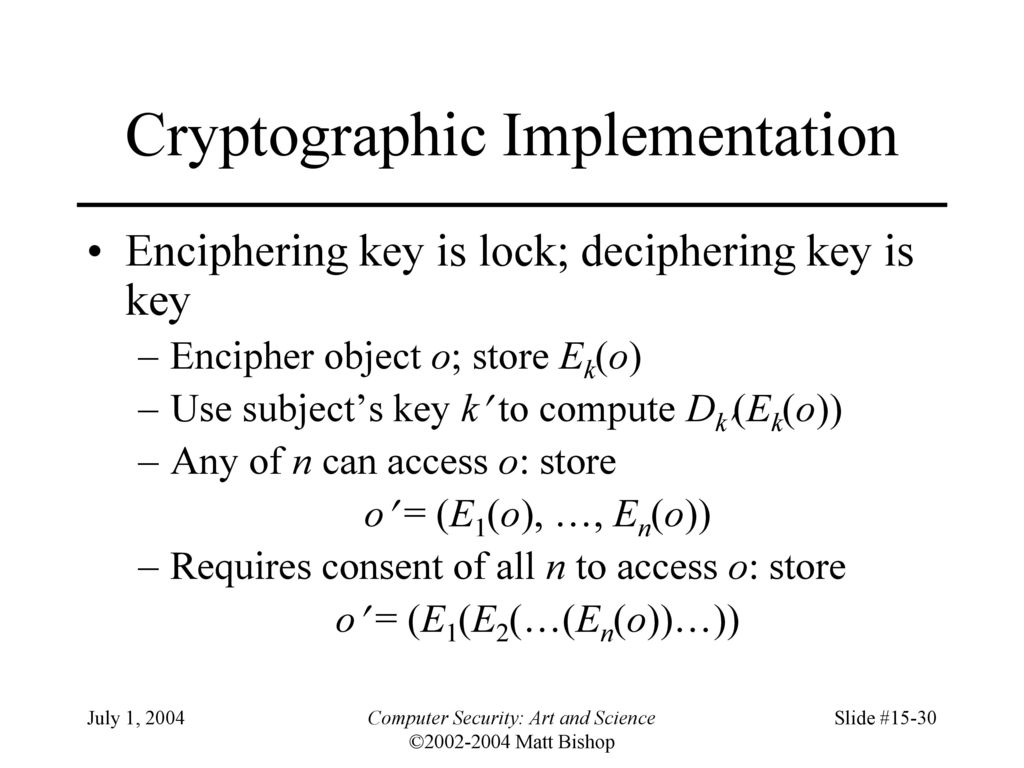 Cryptographic Implementation
• Enciphering key is lock; deciphering key is
key
– Encipher object o; store Ek(o)
– Use subject’s key k′ to compute Dk′(Ek(o))
– Any of n can access o: store
o′ = (E1(o), …, En(o))
– Requires consent of all n to access o: store
o′ = (E1(E2(…(En(o))…))
July 1, 2004
Computer Security: Art and Science
©2002-2004 Matt Bishop
Slide #15-30